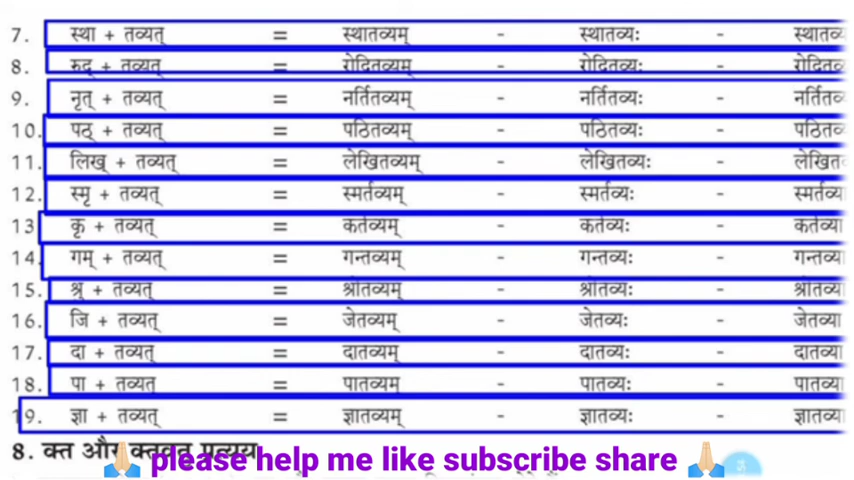 7. स्था + तव्यत् = स्थातव्यम् - स्थातव्यः - स्थातव्य
8. रुद् + तव्यत् = रोदितव्यम् - रोदितव्यः - रोदितव्य
9. नृत् + तव्यत् = नर्तितव्यम् - नर्तितव्यः - नर्तितव्
10. पठ् + तव्यत् = पठितव्यम् - पठितव्यः - पठितव्य
11. लिख् + तव्यत् = लेखितव्यम् - लेखितव्यः - लेखितव
12. स्मृ + तव्यत् = स्मर्तव्यम् - स्मर्तव्यः - स्मर्तव्या
13 कृ + तव्यत् = कर्तव्यम् - कर्तव्यः - कर्तव्या
14. गम् + तव्यत् = गन्तव्यम् - गन्तव्यः - गन्तव्या
15. श्रु + तव्यत् = श्रोतव्यम् - श्रोतव्यः - श्रोतव्या
16. जि + तव्यत् = जेतव्यम् - जेतव्यः - जेतव्या
17. दा + तव्यत् = दातव्यम् - दातव्यः - दातव्या
18. पा + तव्यत् = पातव्यम् - पातव्यः - पातव्या
19. ज्ञा + तव्यत् = ज्ञातव्यम् - ज्ञातव्यः - ज्ञातव्या
8. क्त और क्तवतु प्रत्यय
please help me like subscribe share